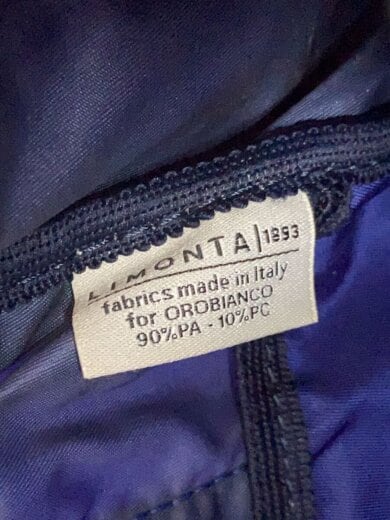 LIMONTA|1893
fabrics made in Italy
for OROBIANCO
90%PA - 10%PC